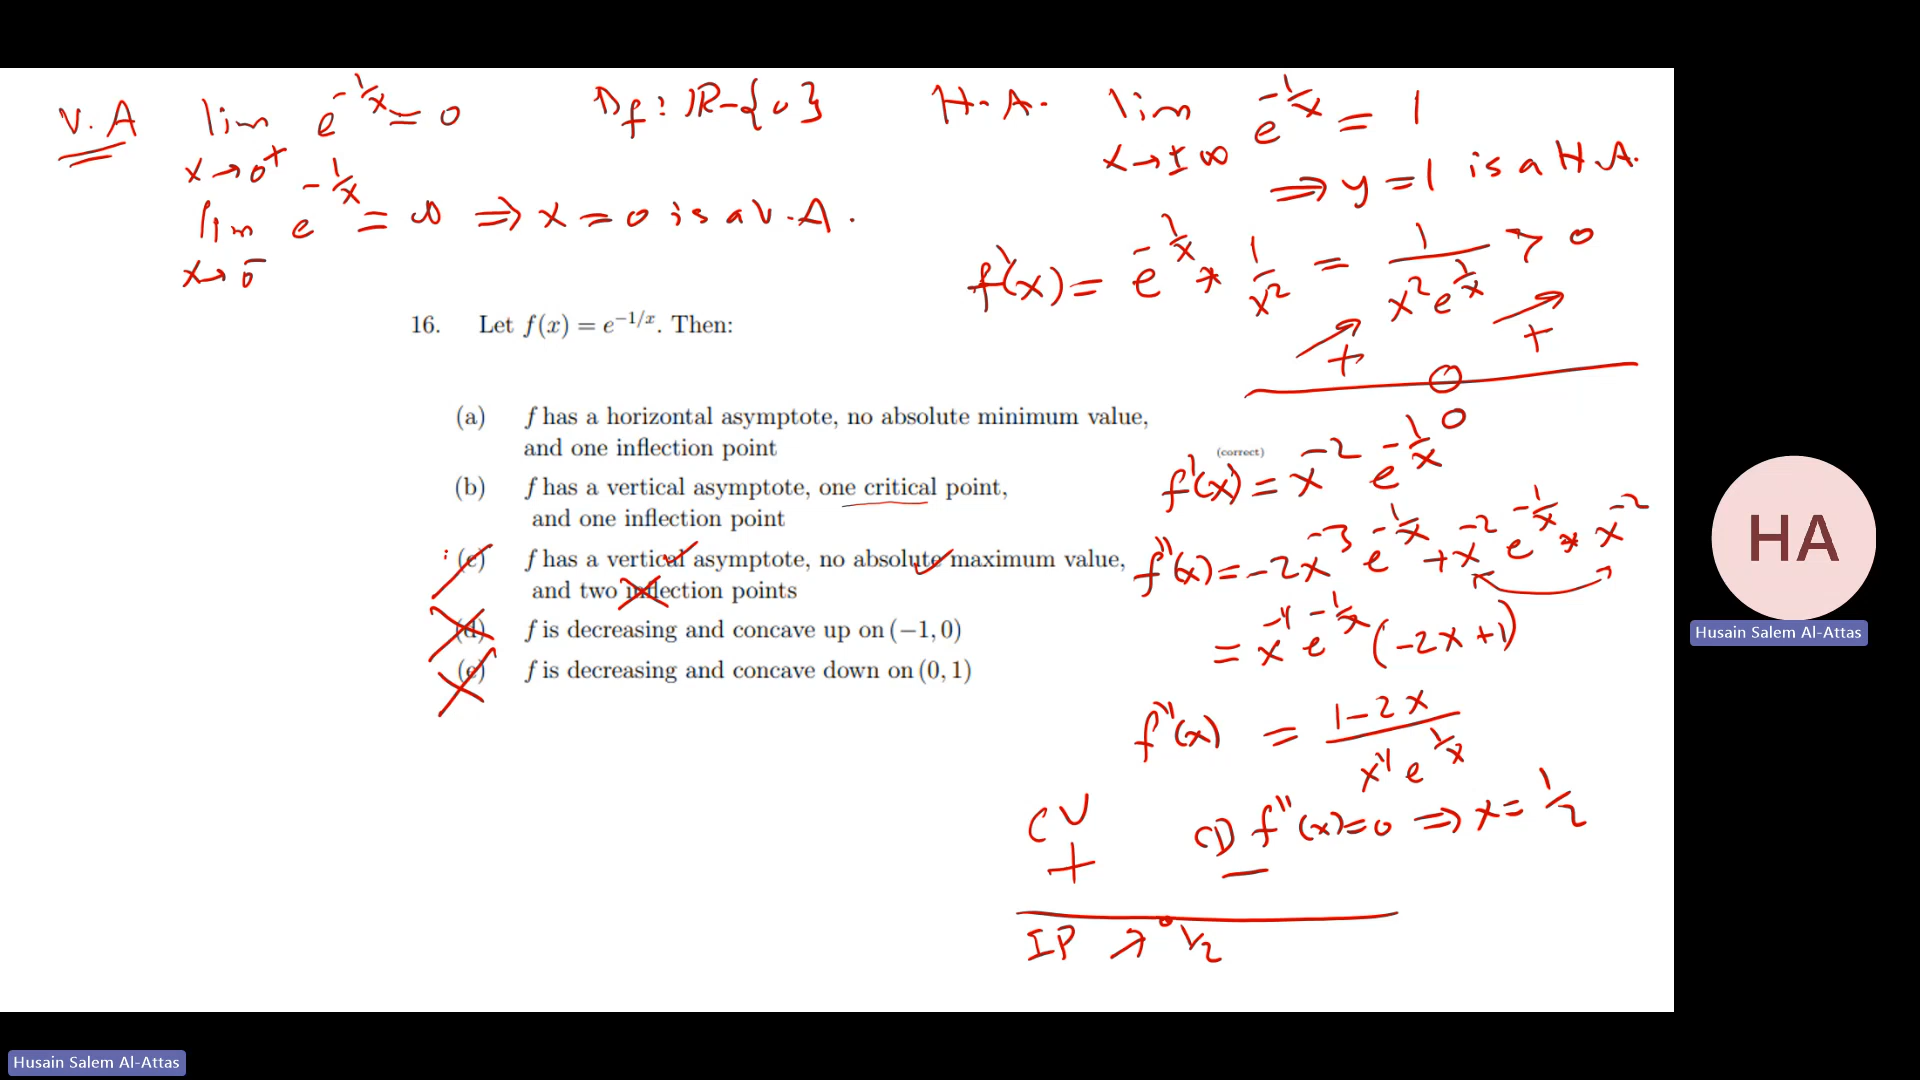 V.A lim x→0⁺ e^{-1/x} = 0
D_f : ℝ-{0}
lim x→0⁻ e^{-1/x} = ∞ ⇒ x = 0 is a V.A.
H.A. lim x→±∞ e^{-1/x} = 1
⇒ y = 1 is a H.A.
f'(x) = e^{-1/x} * 1/x² = 1/(x² e^{1/x}) > 0
+ +
0
16. Let f(x) = e^{−1/x}. Then:
(a) f has a horizontal asymptote, no absolute minimum value,
and one inflection point
(correct)
(b) f has a vertical asymptote, one critical point,
and one inflection point
(c) f has a vertical asymptote, no absolute maximum value,
and two inflection points
(d) f is decreasing and concave up on (−1, 0)
(e) f is decreasing and concave down on (0, 1)
f'(x) = x^{-2} e^{-1/x}
f''(x) = -2x^{-3} e^{-1/x} + x^{-2} e^{-1/x} * x^{-2}
= x^{-4} e^{-1/x} (-2x+1)
f''(x) = (1-2x)/(x⁴ e^{1/x})
f''(x)=0 ⇒ x = 1/2
CU CD
+ −
IP ↗ 1/2
HA
Husain Salem Al-Attas
Husain Salem Al-Attas